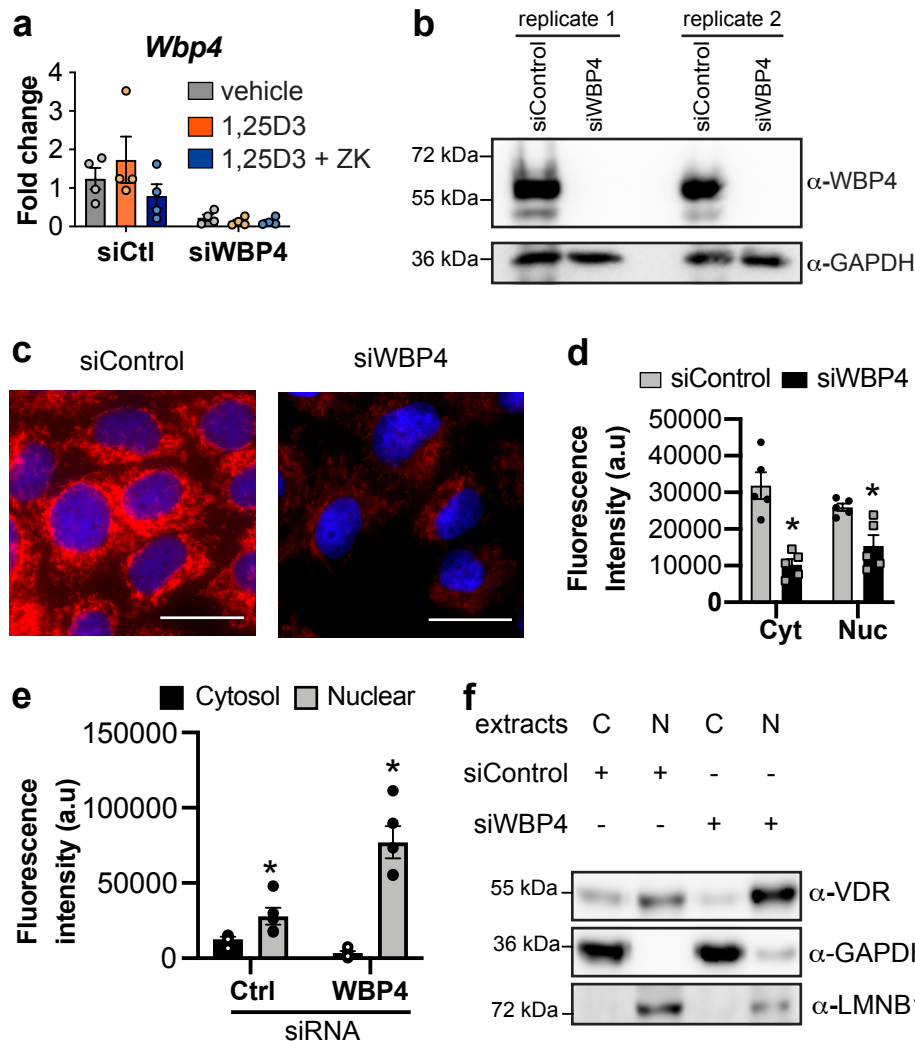 a
Wbp4
Fold change
4
3
2
1
0
vehicle
1,25D3
1,25D3 + ZK
siCtl siWBP4
b
replicate 1 replicate 2
siControl
siWBP4
siControl
siWBP4
72 kDa
55 kDa
α-WBP4
36 kDa
α-GAPDH
c
siControl siWBP4
d
siControl siWBP4
Fluorescence
Intensity (a.u)
50000
40000
30000
20000
10000
0
* *
Cyt Nuc
e
Cytosol Nuclear
Fluorescence
intensity (a.u)
150000
100000
50000
0
* *
Ctrl WBP4
siRNA
f
extracts C N C N
siControl + + - -
siWBP4 - - + +
55 kDa
α-VDR
36 kDa
α-GAPDH
72 kDa
α-LMNB1